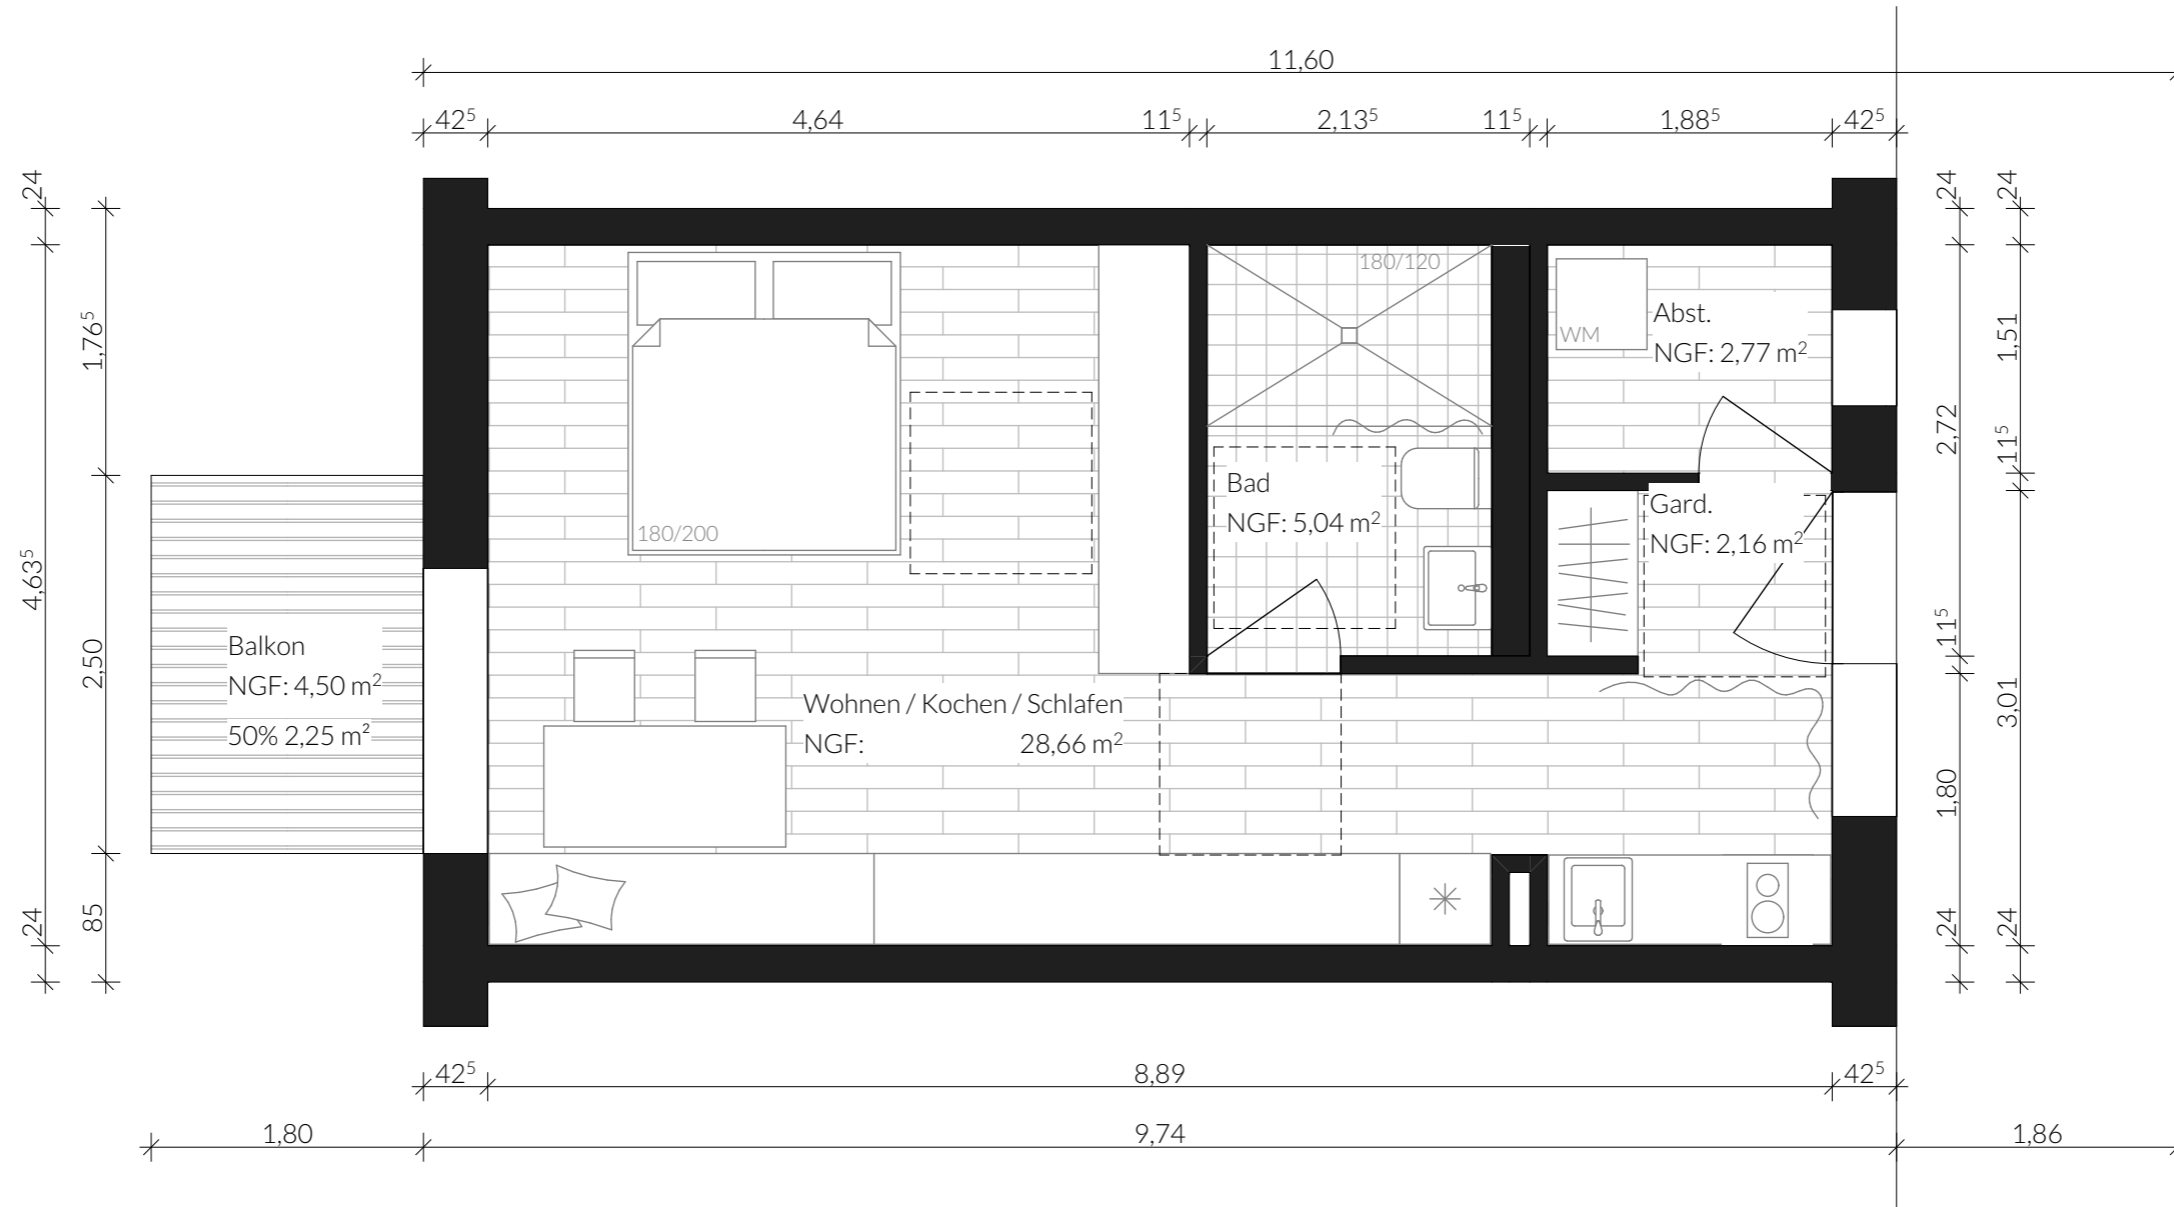 11,60
42⁵
4,64
11⁵
2,13⁵
11⁵
1,88⁵
42⁵
24
4,63⁵
24
1,76⁵
2,50
85
180/120
WM
Abst.
NGF: 2,77 m²
180/200
Bad
NGF: 5,04 m²
Gard.
NGF: 2,16 m²
Balkon
NGF: 4,50 m²
50% 2,25 m²
Wohnen / Kochen / Schlafen
NGF: 28,66 m²
24
2,72
11⁵
1,80
24
24
1,51
11⁵
3,01
24
42⁵
8,89
42⁵
1,80
9,74
1,86